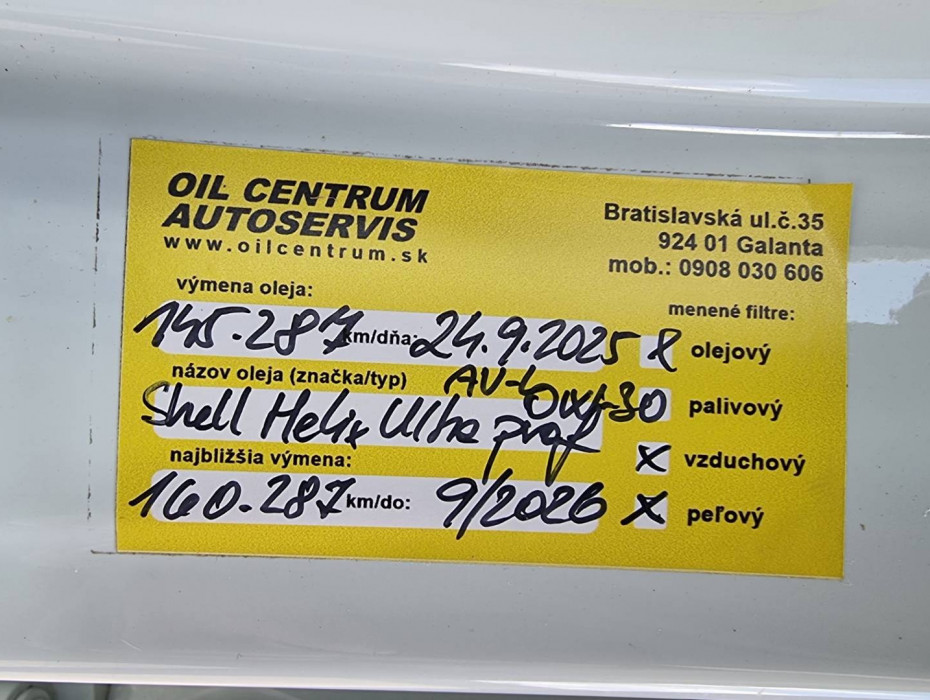 OIL CENTRUM
AUTOSERVIS
www.oilcentrum.sk
Bratislavská ul.č.35
924 01 Galanta
mob.: 0908 030 606
výmena oleja:
menené filtre:
145.287 km/dňa: 24.9.2025 X olejový
názov oleja (značka/typ) AV-L
0W-30 palivový
Shell Helix Ultra prof
X vzduchový
najbližšia výmena:
160.287 km/do: 9/2026 X peľový